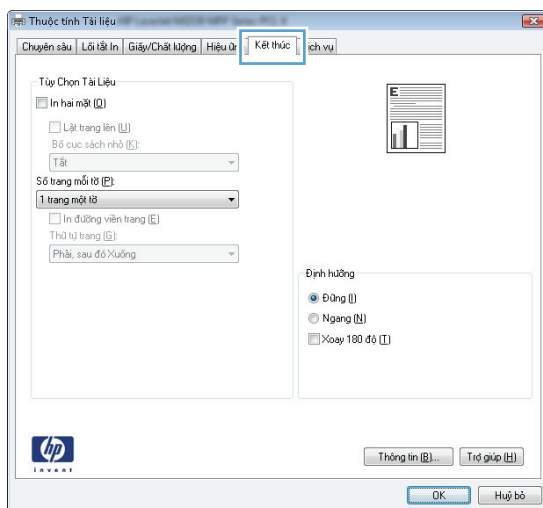 Thuộc tính Tài liệu
Chuyên sâu Lối tắt In Giấy/Chất lượng Hiệu ứ Kết thúc ịch vụ
Tùy Chọn Tài Liệu
In hai mặt (O)
Lật trang lên (U)
Bố cục sách nhỏ (K):
Tắt
Số trang mỗi tờ (P):
1 trang một tờ
In đường viền trang (E)
Thứ tự trang (G):
Phải, sau đó Xuống
E
Định hướng
Đứng (I)
Ngang (N)
Xoay 180 độ (T)
hp
invent
Thông tin (B)... Trợ giúp (H)
OK Huỷ bỏ